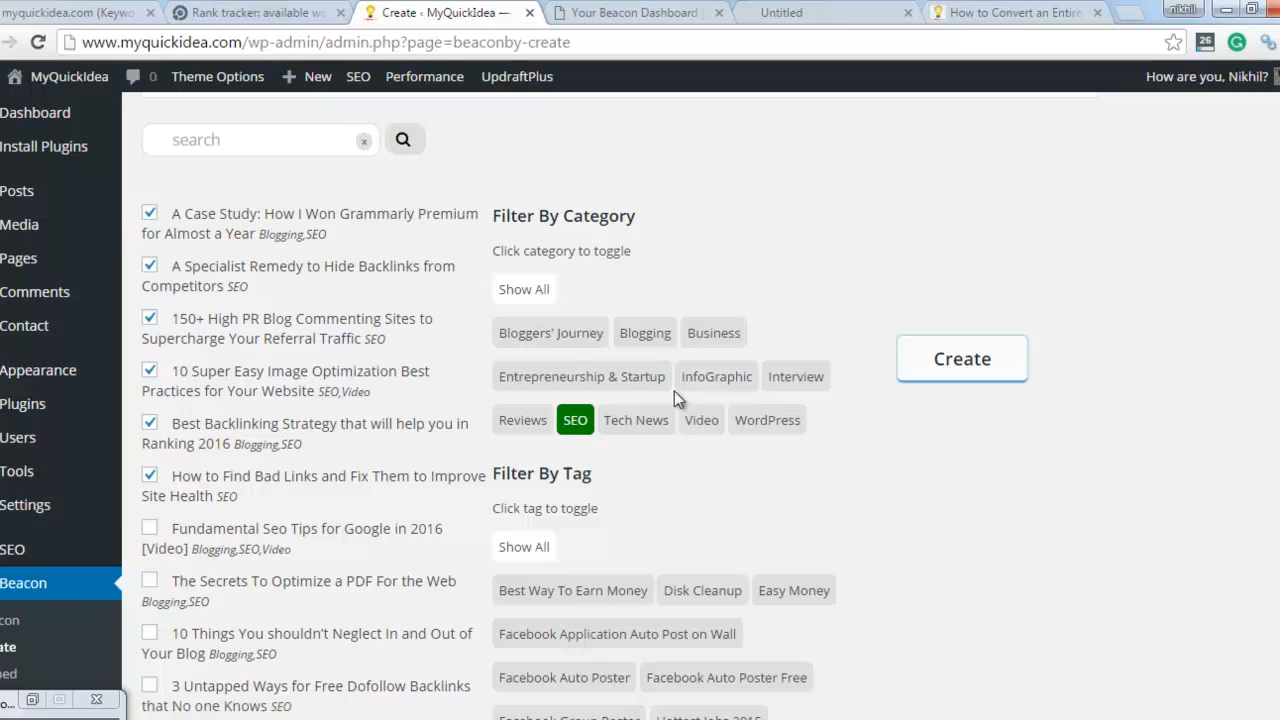 myquickidea.com (Keywo
Rank tracker: available wa
Create ‹ MyQuickIdea —
Your Beacon Dashboard
Untitled
How to Convert an Entire
nikhil
www.myquickidea.com/wp-admin/admin.php?page=beaconby-create
26
MyQuickIdea 0 Theme Options New SEO Performance UpdraftPlus How are you, Nikhil?
Dashboard
Install Plugins
Posts
Media
Pages
Comments
Contact
Appearance
Plugins
Users
Tools
Settings
SEO
Beacon
con
ate
ped
o...
search
x
A Case Study: How I Won Grammarly Premium
for Almost a Year Blogging,SEO
A Specialist Remedy to Hide Backlinks from
Competitors SEO
150+ High PR Blog Commenting Sites to
Supercharge Your Referral Traffic SEO
10 Super Easy Image Optimization Best
Practices for Your Website SEO,Video
Best Backlinking Strategy that will help you in
Ranking 2016 Blogging,SEO
How to Find Bad Links and Fix Them to Improve
Site Health SEO
Fundamental Seo Tips for Google in 2016
[Video] Blogging,SEO,Video
The Secrets To Optimize a PDF For the Web
Blogging,SEO
10 Things You shouldn’t Neglect In and Out of
Your Blog Blogging,SEO
3 Untapped Ways for Free Dofollow Backlinks
that No one Knows SEO
Filter By Category
Click category to toggle
Show All
Bloggers' Journey Blogging Business
Entrepreneurship & Startup InfoGraphic Interview
Reviews SEO Tech News Video WordPress
Filter By Tag
Click tag to toggle
Show All
Best Way To Earn Money Disk Cleanup Easy Money
Facebook Application Auto Post on Wall
Facebook Auto Poster Facebook Auto Poster Free
Facebook Group Poster Hottest Jobs 2015
Create